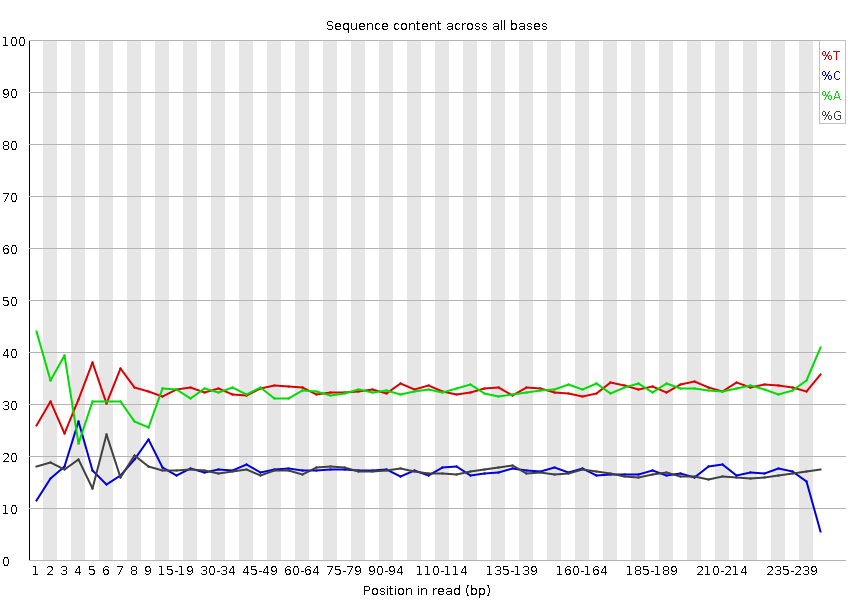 Sequence content across all bases
100
90
80
70
60
50
40
30
20
10
0
%T
%C
%A
%G
1 2 3 4 5 6 7 8 9 15-19 30-34 45-49 60-64 75-79 90-94 110-114 135-139 160-164 185-189 210-214 235-239
Position in read (bp)